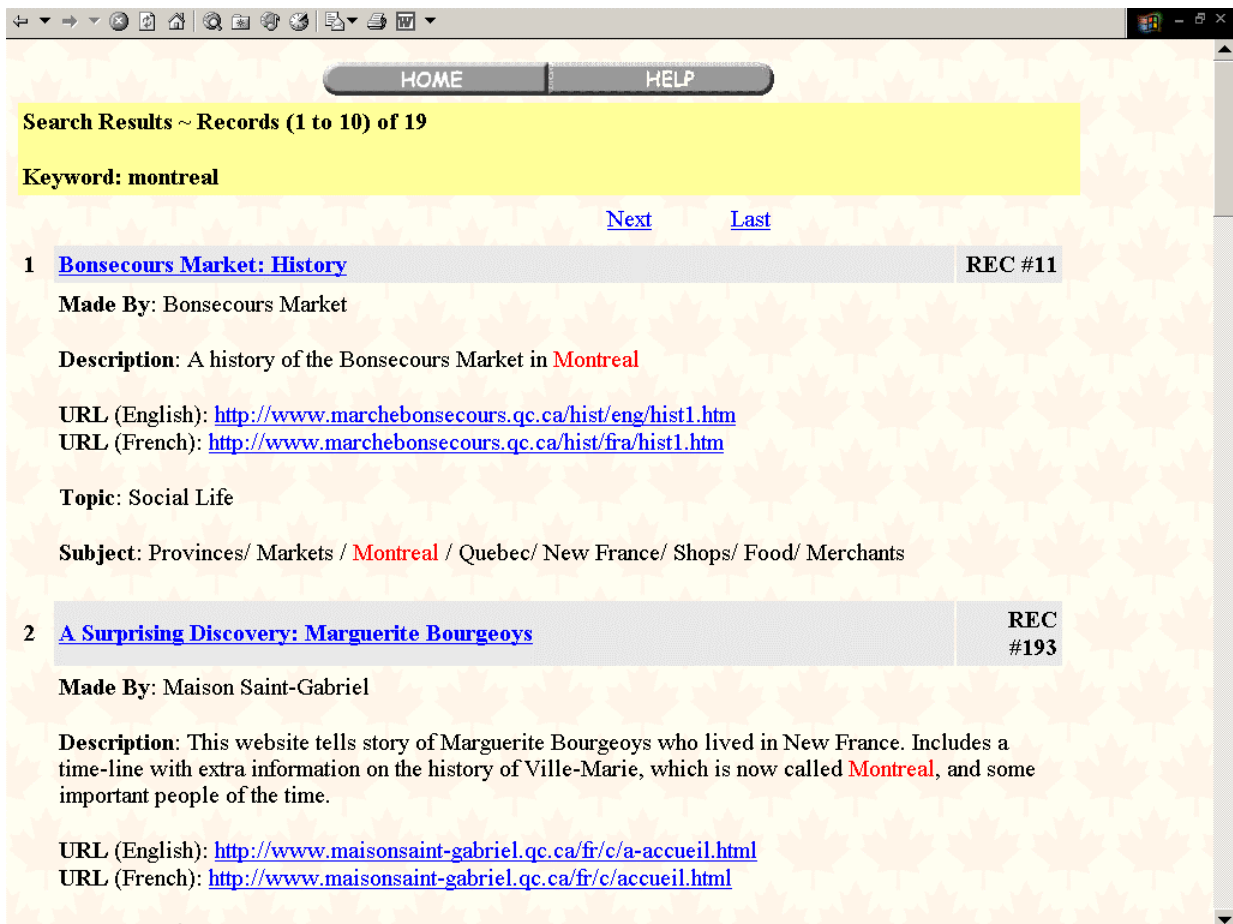 HOME HELP
Search Results ~ Records (1 to 10) of 19
Keyword: montreal
Next Last
1 Bonsecours Market: History REC #11
Made By: Bonsecours Market
Description: A history of the Bonsecours Market in Montreal
URL (English): http://www.marchebonsecours.qc.ca/hist/eng/hist1.htm
URL (French): http://www.marchebonsecours.qc.ca/hist/fra/hist1.htm
Topic: Social Life
Subject: Provinces/ Markets / Montreal / Quebec/ New France/ Shops/ Food/ Merchants
2 A Surprising Discovery: Marguerite Bourgeoys REC #193
Made By: Maison Saint-Gabriel
Description: This website tells story of Marguerite Bourgeoys who lived in New France. Includes a
time-line with extra information on the history of Ville-Marie, which is now called Montreal, and some
important people of the time.
URL (English): http://www.maisonsaint-gabriel.qc.ca/fr/c/a-accueil.html
URL (French): http://www.maisonsaint-gabriel.qc.ca/fr/c/accueil.html